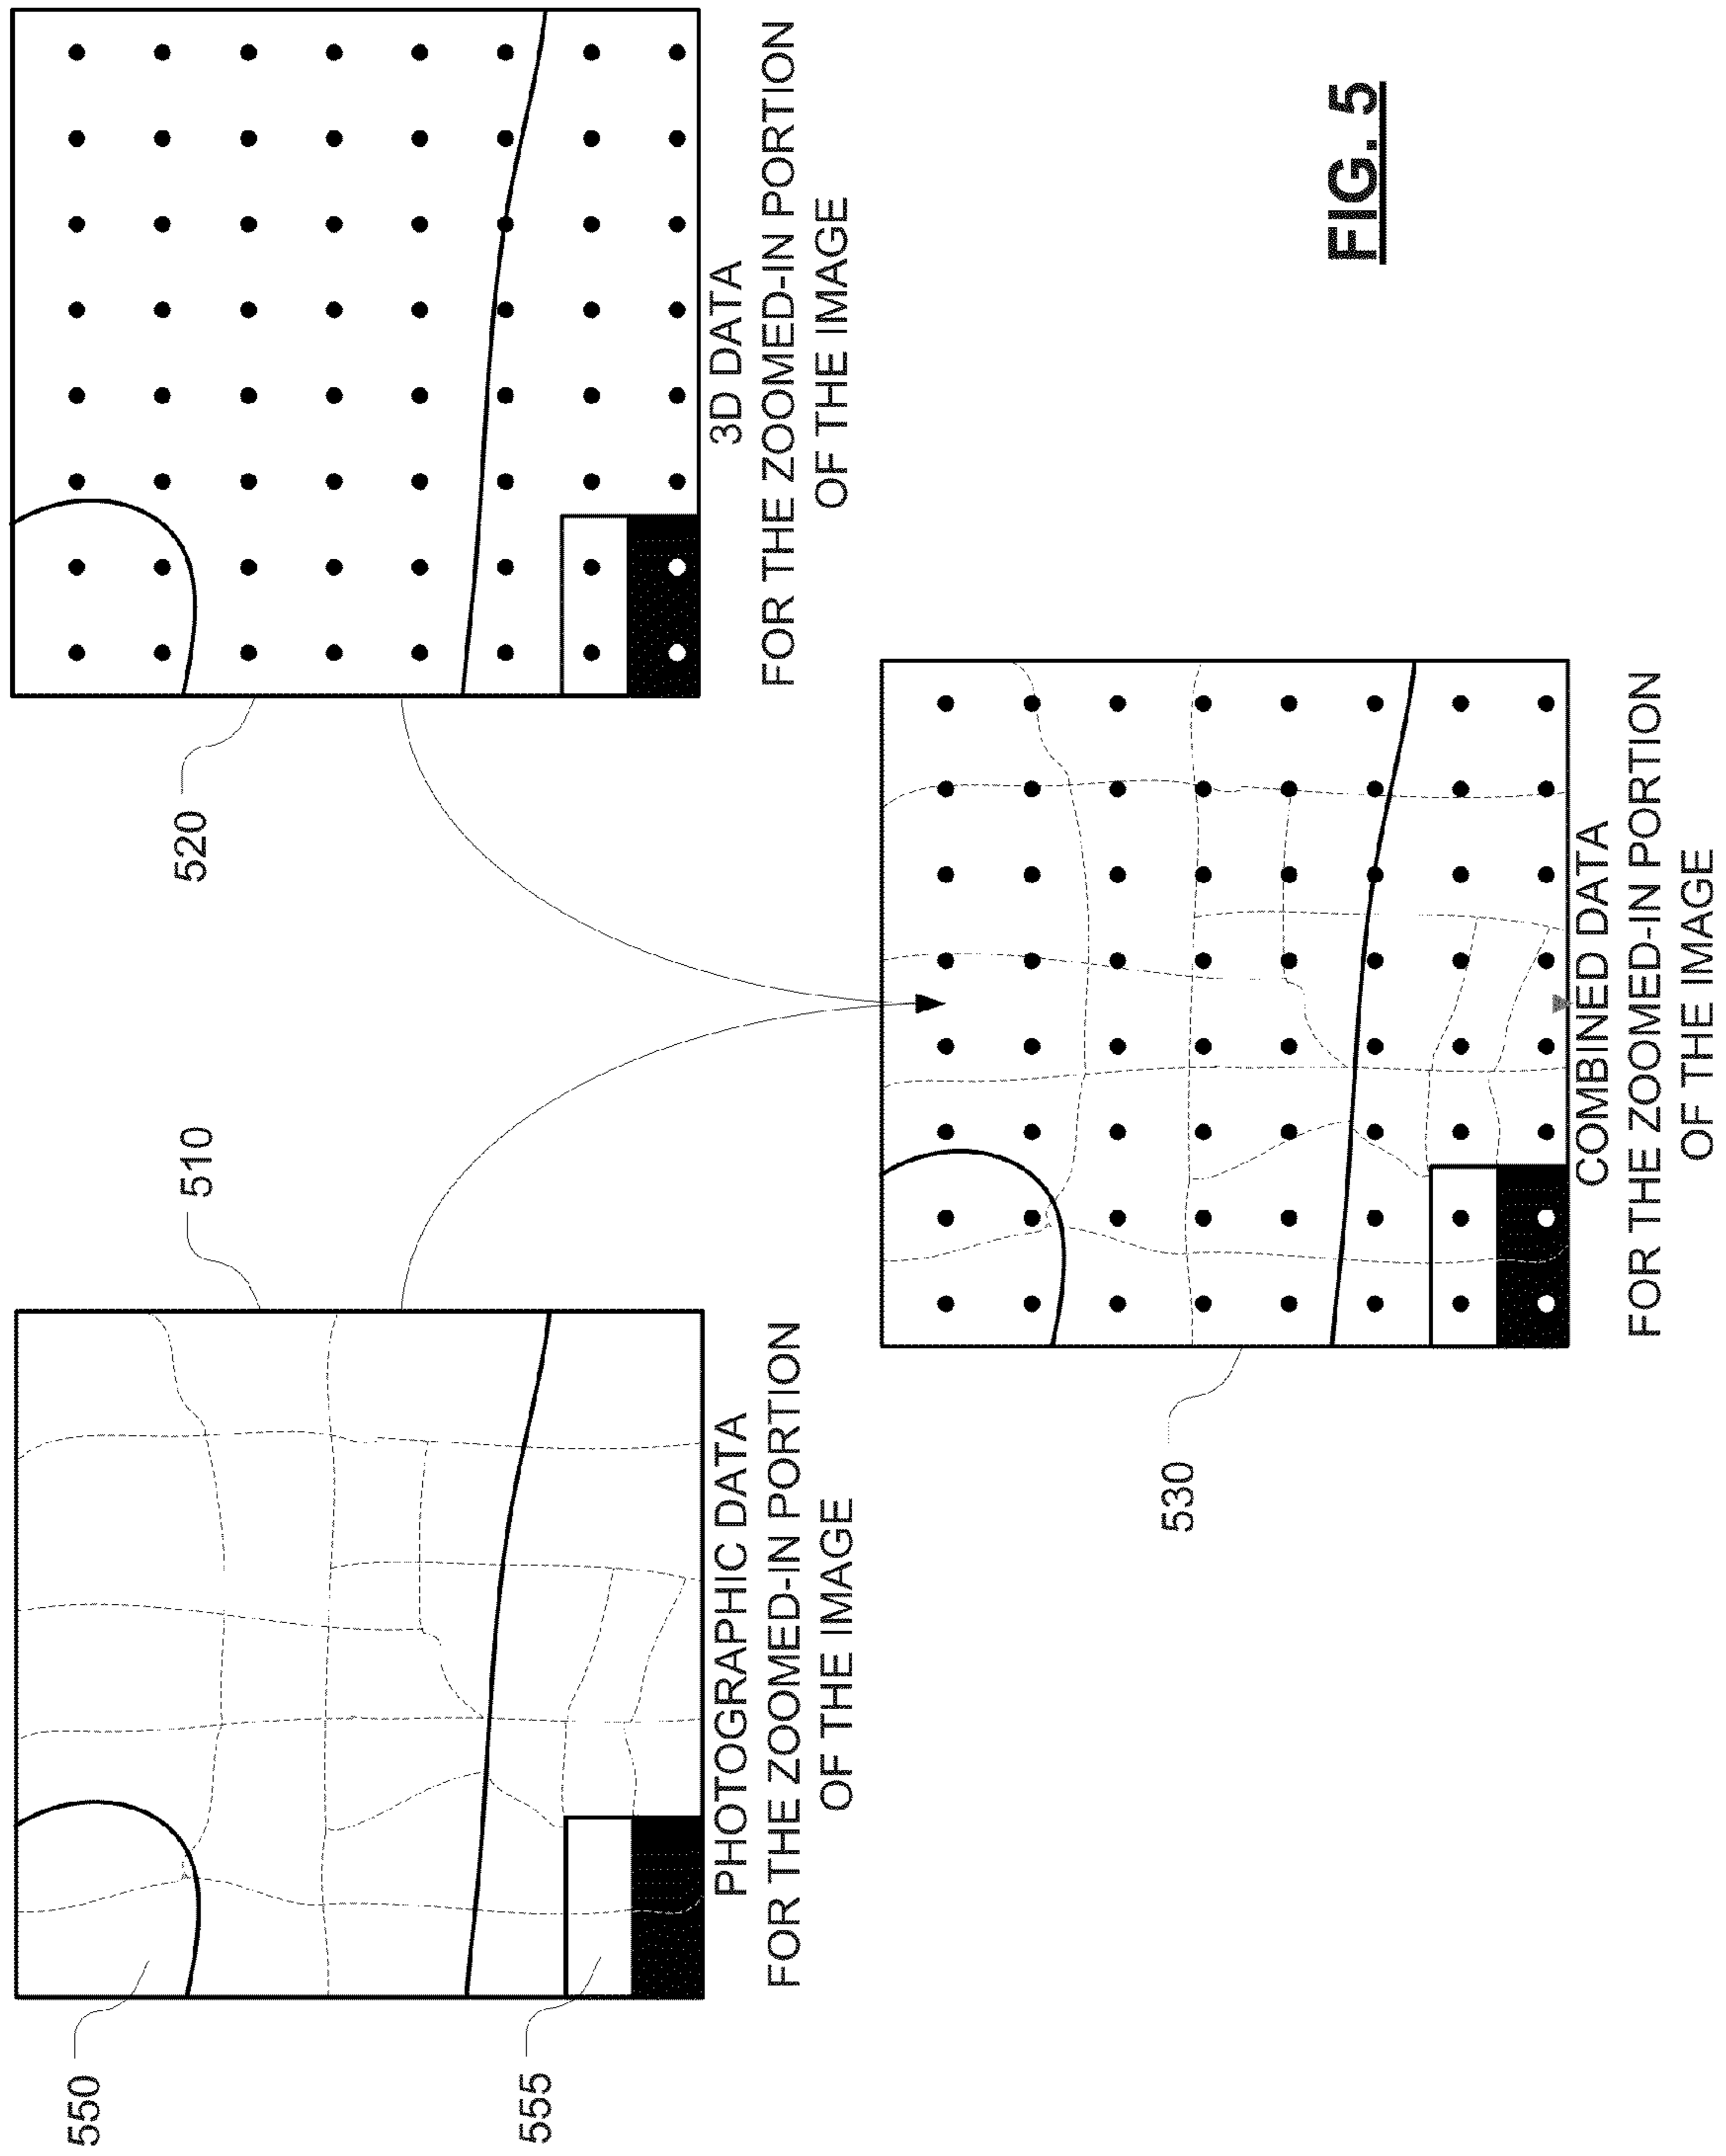 550
555
510
PHOTOGRAPHIC DATA
FOR THE ZOOMED-IN PORTION
OF THE IMAGE
520
3D DATA
FOR THE ZOOMED-IN PORTION
OF THE IMAGE
530
COMBINED DATA
FOR THE ZOOMED-IN PORTION
OF THE IMAGE
FIG. 5